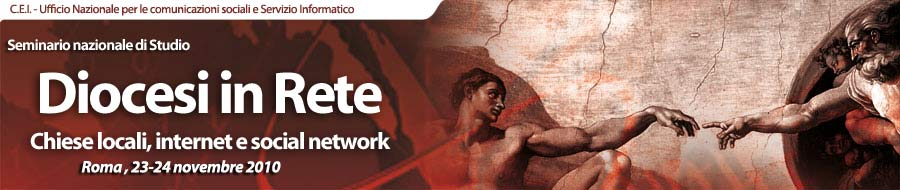 C.E.I. - Ufficio Nazionale per le comunicazioni sociali e Servizio Informatico
Seminario nazionale di Studio
Diocesi in Rete
Chiese locali, internet e social network
Roma , 23-24 novembre 2010